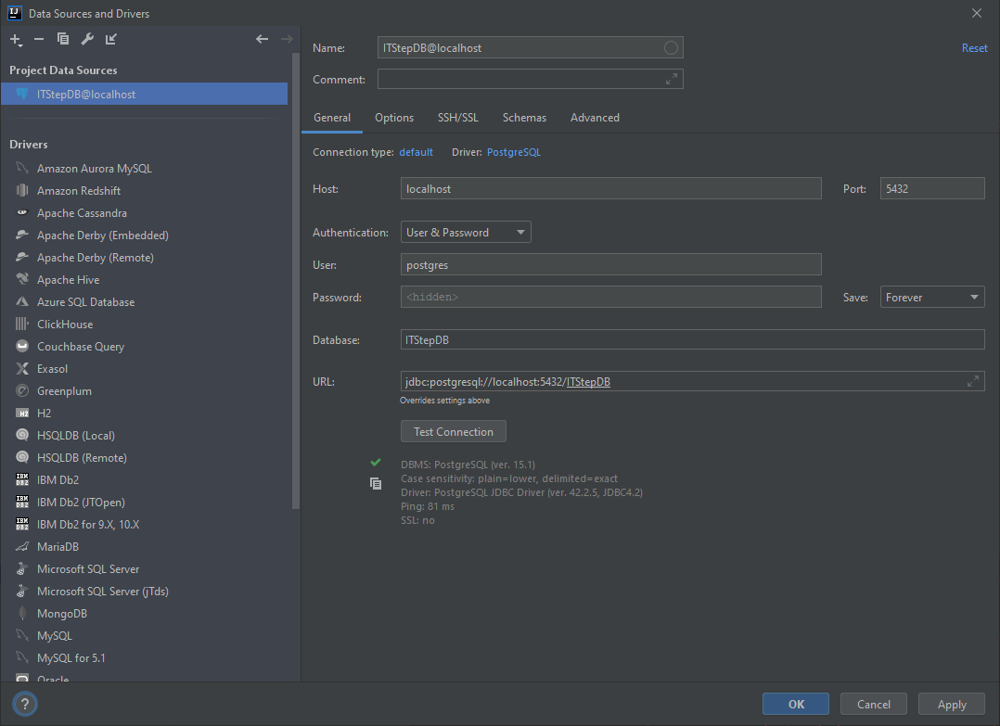 Data Sources and Drivers
Project Data Sources
ITStepDB@localhost
Drivers
Amazon Aurora MySQL
Amazon Redshift
Apache Cassandra
Apache Derby (Embedded)
Apache Derby (Remote)
Apache Hive
Azure SQL Database
ClickHouse
Couchbase Query
Exasol
Greenplum
H2
HSQLDB (Local)
HSQLDB (Remote)
IBM Db2
IBM Db2 (JTOpen)
IBM Db2 for 9.X, 10.X
MariaDB
Microsoft SQL Server
Microsoft SQL Server (jTds)
MongoDB
MySQL
MySQL for 5.1
Oracle
Name: ITStepDB@localhost Reset
Comment:
General Options SSH/SSL Schemas Advanced
Connection type: default Driver: PostgreSQL
Host: localhost Port: 5432
Authentication: User & Password
User: postgres
Password: <hidden> Save: Forever
Database: ITStepDB
URL: jdbc:postgresql://localhost:5432/ITStepDB
Overrides settings above
Test Connection
DBMS: PostgreSQL (ver. 15.1)
Case sensitivity: plain=lower, delimited=exact
Driver: PostgreSQL JDBC Driver (ver. 42.2.5, JDBC4.2)
Ping: 81 ms
SSL: no
? OK Cancel Apply